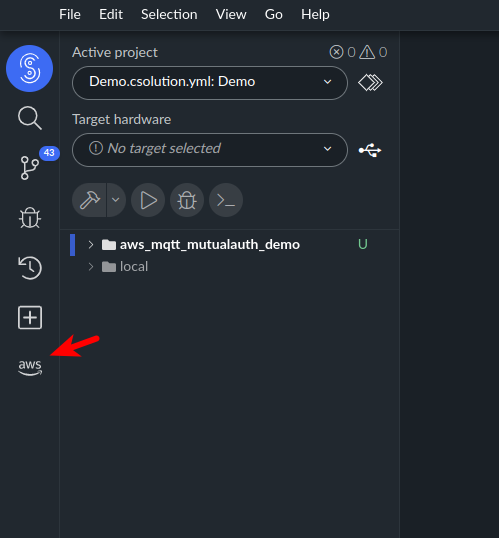 File Edit Selection View Go Help
Active project 0 0
Demo.csolution.yml: Demo
Target hardware
43
No target selected
aws_mqtt_mutualauth_demo U
local
aws